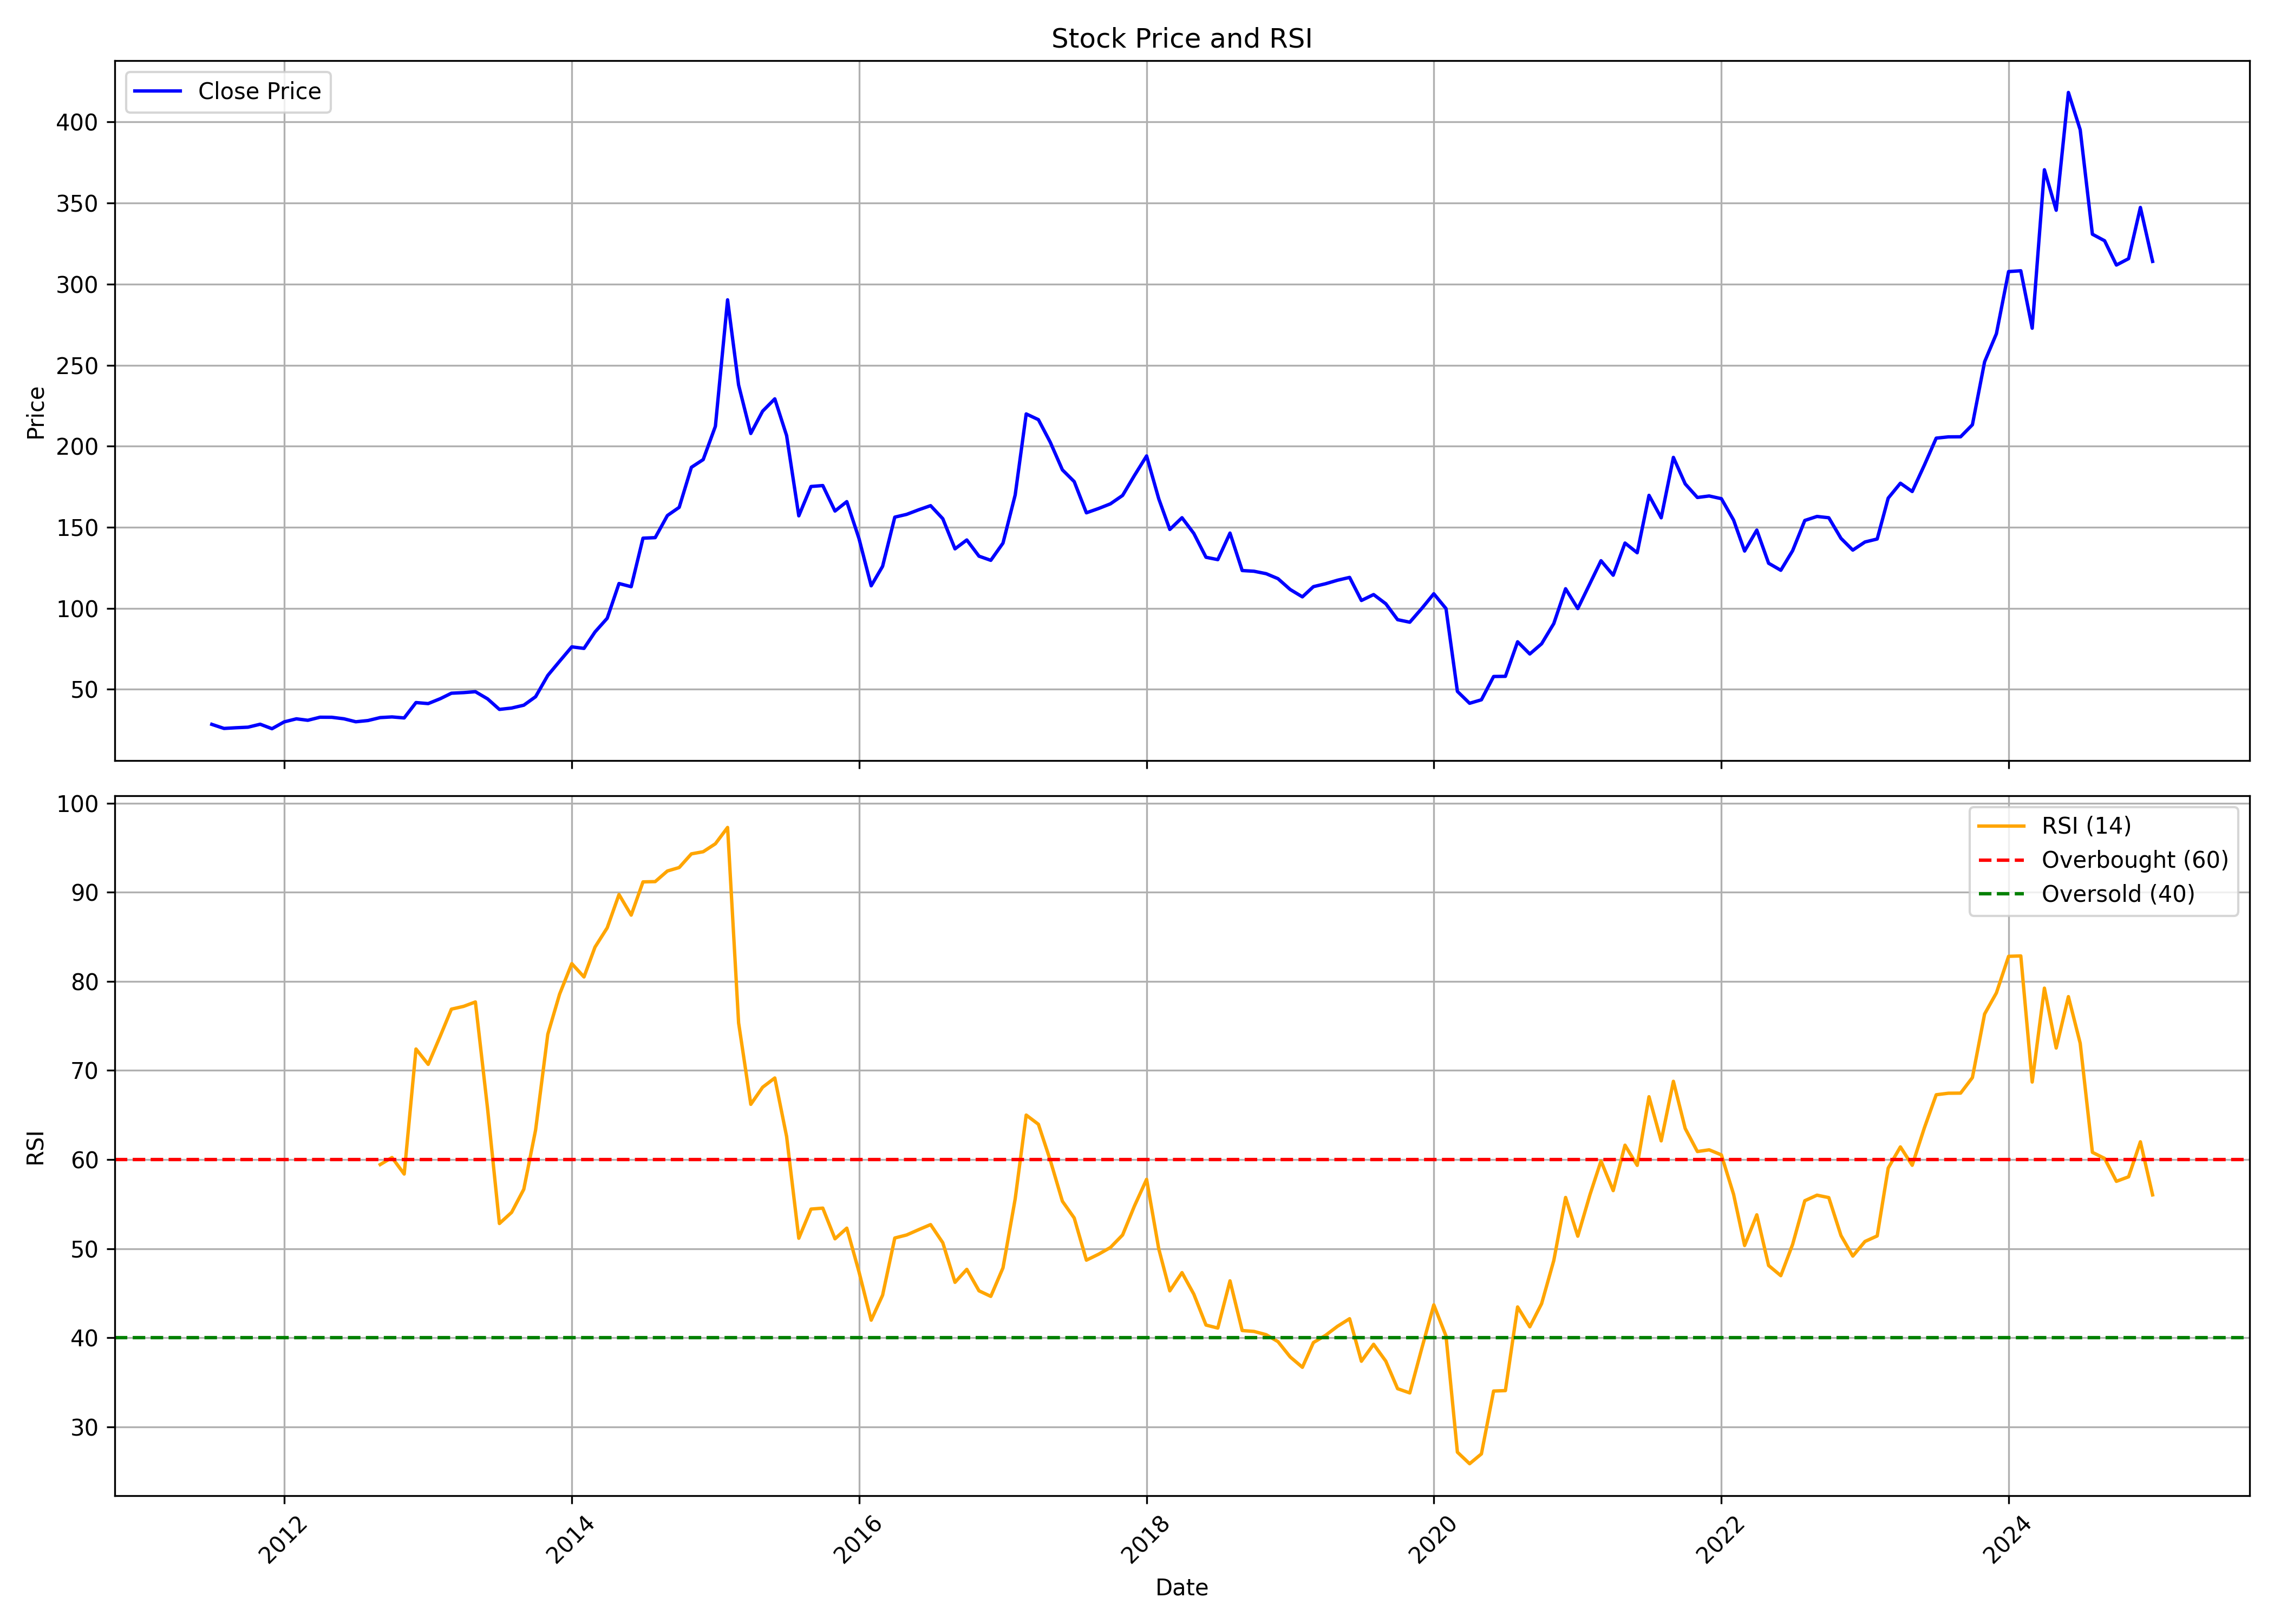 Stock Price and RSI
Close Price
400
350
300
250
200
150
100
50
Price
RSI (14)
Overbought (60)
Oversold (40)
100
90
80
70
60
50
40
30
RSI
2012
2014
2016
2018
2020
2022
2024
Date